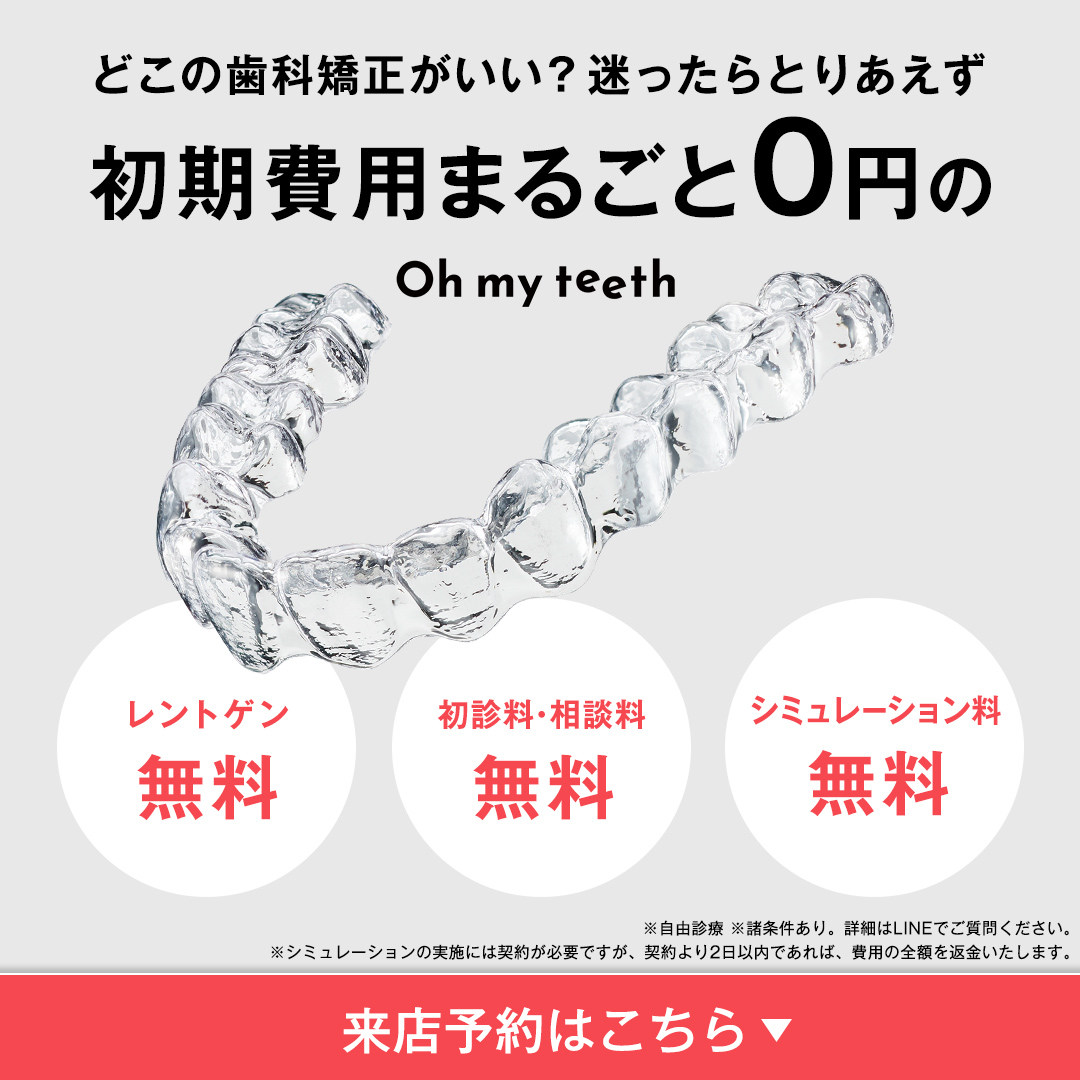 どこの歯科矯正がいい？迷ったらとりあえず
初期費用まるごと0円の
Oh my teeth
レントゲン
無料
初診料・相談料
無料
シミュレーション料
無料
※自由診療 ※諸条件あり。詳細はLINEでご質問ください。
※シミュレーションの実施には契約が必要ですが、契約より2日以内であれば、費用の全額を返金いたします。
来店予約はこちら▼